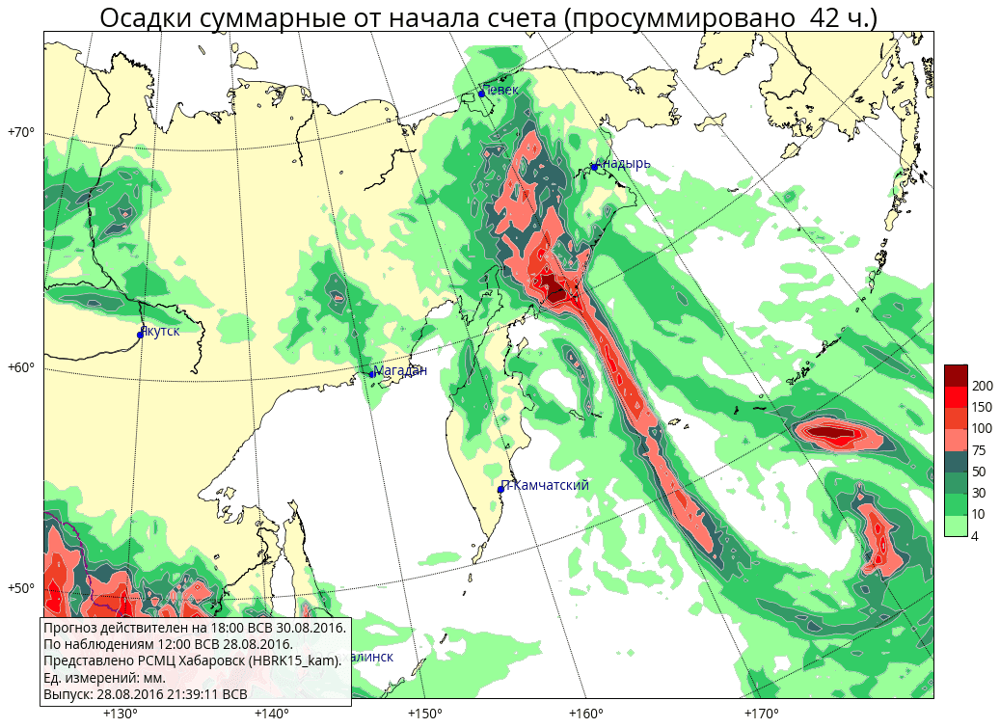 Осадки суммарные от начала счета (просуммировано 42 ч.)
Певек
+70°
Анадырь
Якутск
+60°
Магадан
200
150
100
75
50
30
10
4
П-Камчатский
+50°
Прогноз действителен на 18:00 ВСВ 30.08.2016.
По наблюдениям 12:00 ВСВ 28.08.2016.
Представлено РСМЦ Хабаровск (HBRK15_kam).
алинск
Ед. измерений: мм.
Выпуск: 28.08.2016 21:39:11 ВСВ
+130°
+140°
+150°
+160°
+170°